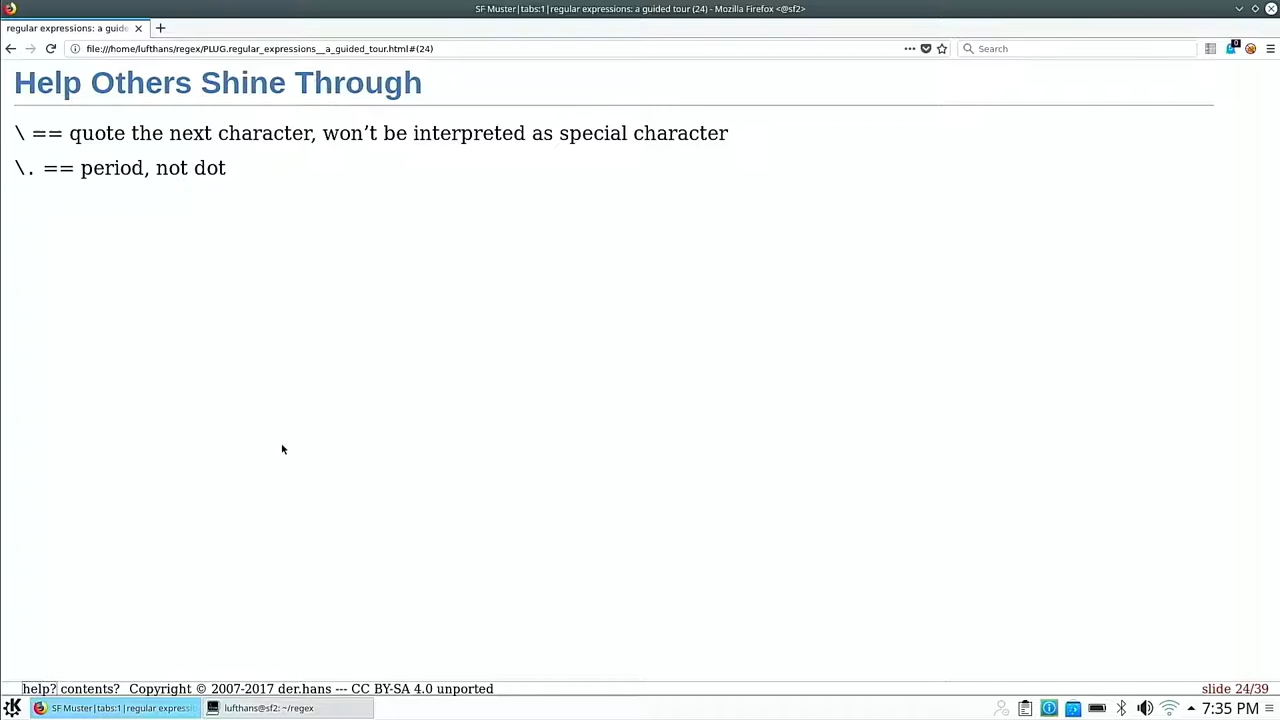 SF Muster|tabs:1|regular expressions: a guided tour (24) - Mozilla Firefox <@sf2>
regular expressions: a guide
file:///home/lufthans/regex/PLUG.regular_expressions__a_guided_tour.html#(24)
Search
0
Help Others Shine Through
\ == quote the next character, won’t be interpreted as special character
\. == period, not dot
help? contents? Copyright © 2007-2017 der.hans --- CC BY-SA 4.0 unported
slide 24/39
SF Muster|tabs:1|regular expressi
lufthans@sf2: ~/regex
7:35 PM